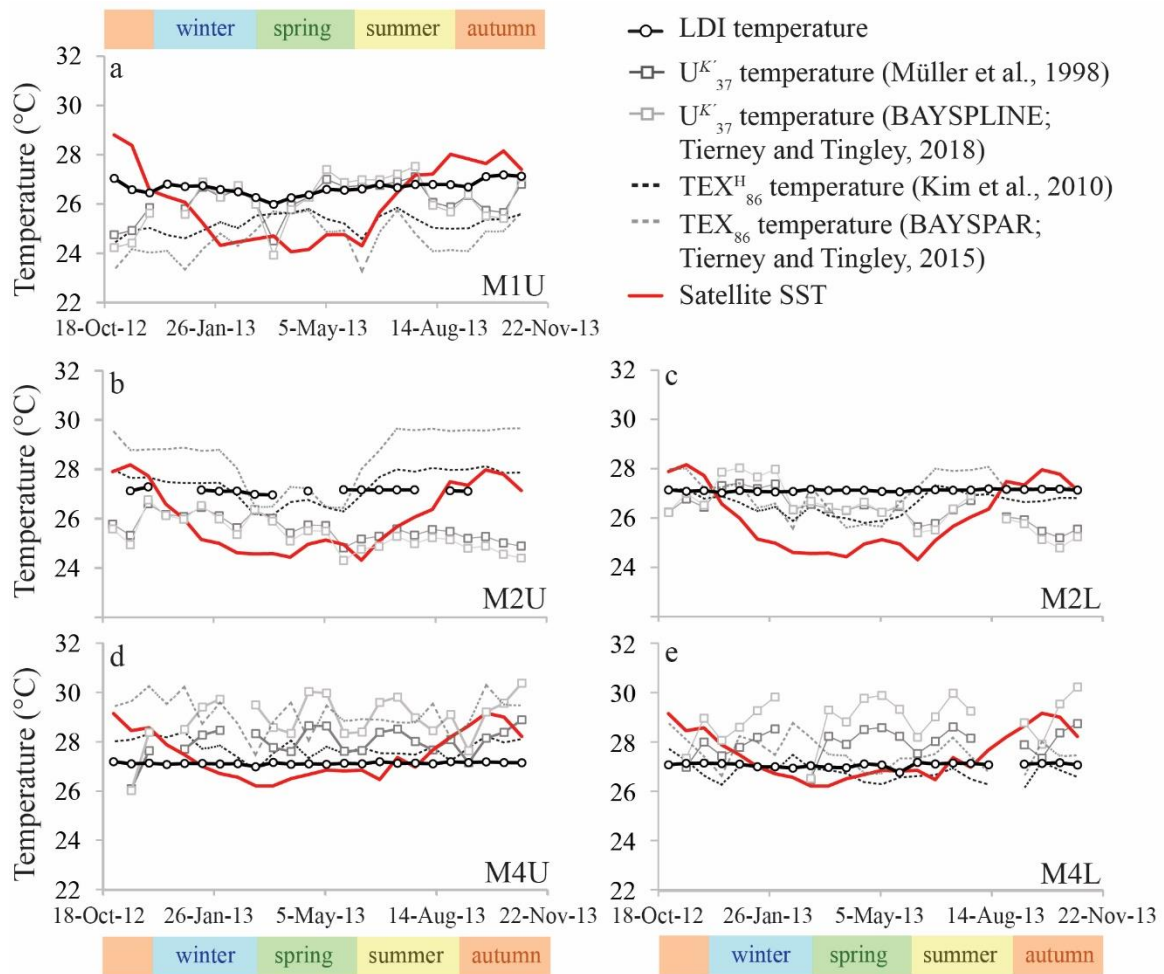 winter spring summer autumn
a
Temperature (°C)
32
30
28
26
24
22
M1U
18-Oct-12 26-Jan-13 5-May-13 14-Aug-13 22-Nov-13
LDI temperature
U^K'_37 temperature (Müller et al., 1998)
U^K'_37 temperature (BAYSPLINE;
Tierney and Tingley, 2018)
TEX^H_86 temperature (Kim et al., 2010)
TEX_86 temperature (BAYSPAR;
Tierney and Tingley, 2015)
Satellite SST
b
Temperature (°C)
32
30
28
26
24
M2U
c
32
30
28
26
24
M2L
d
Temperature (°C)
32
30
28
26
24
22
M4U
18-Oct-12 26-Jan-13 5-May-13 14-Aug-13 22-Nov-13
winter spring summer autumn
e
32
30
28
26
24
22
M4L
18-Oct-12 26-Jan-13 5-May-13 14-Aug-13 22-Nov-13
winter spring summer autumn